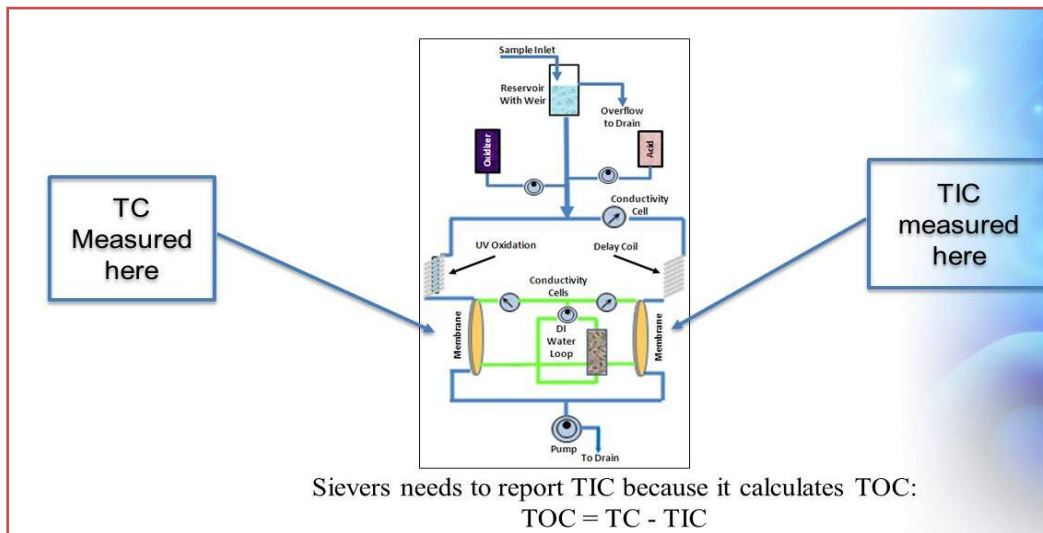 Sample Inlet
Reservoir
With Weir
Overflow
to Drain
Oxidizer
Acid
Conductivity
Cell
TC
Measured
here
TIC
measured
here
UV Oxidation
Delay Coil
Conductivity
Cells
Membrane
DI
Water
Loop
Membrane
Pump
To Drain
Sievers needs to report TIC because it calculates TOC:
TOC = TC - TIC